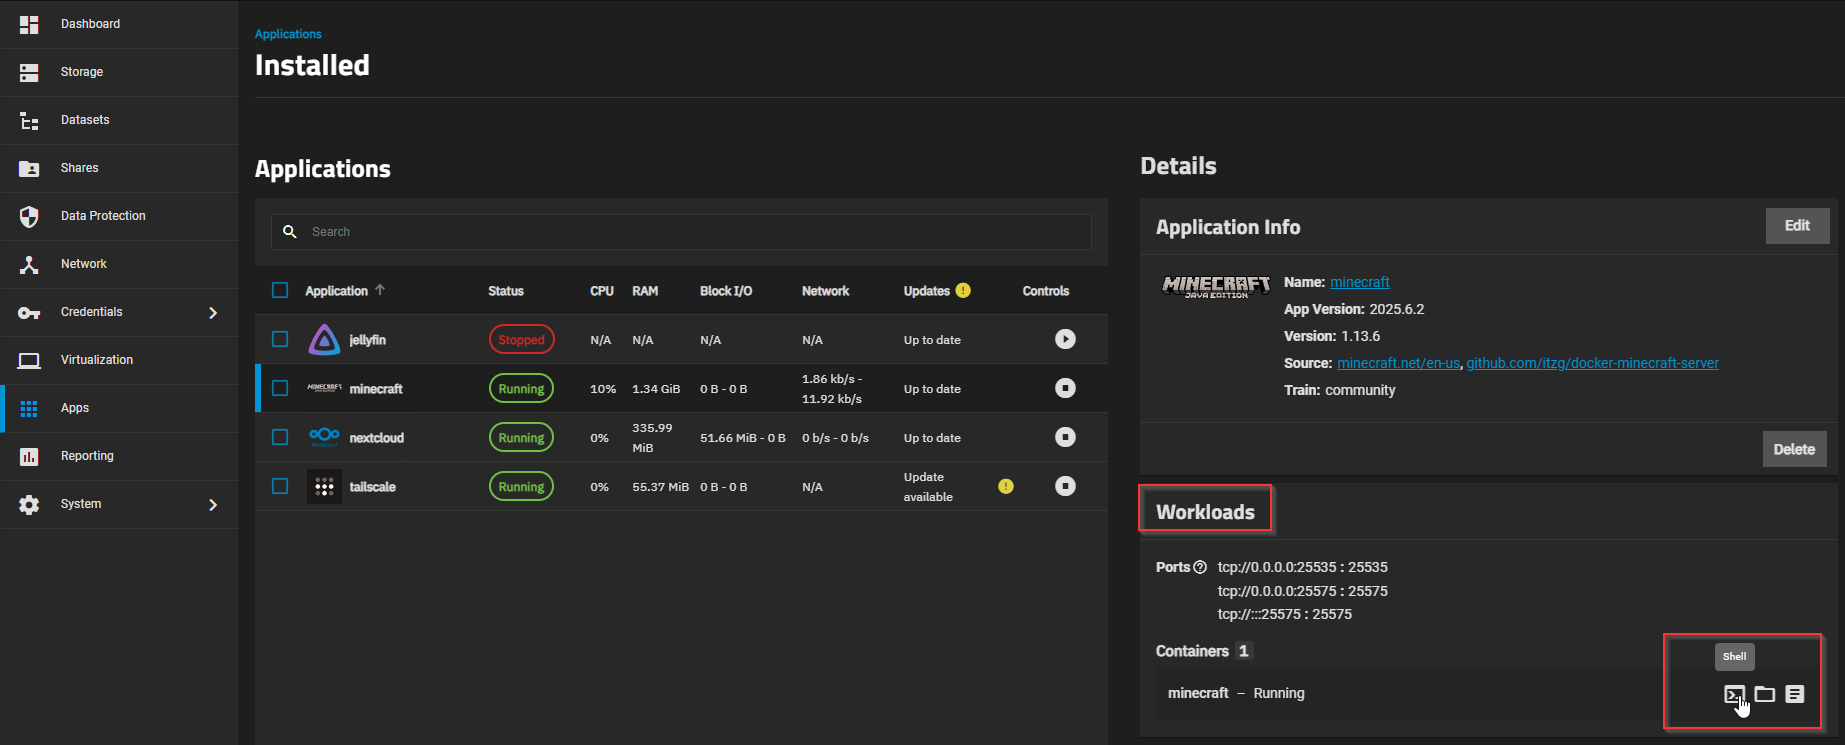 Dashboard
Storage
Datasets
Shares
Data Protection
Network
Credentials
Virtualization
Apps
Reporting
System
Applications
Installed
Applications
Search
Application Status CPU RAM Block I/O Network Updates Controls
jellyfin Stopped N/A N/A N/A N/A Up to date
MINECRAFT minecraft Running 10% 1.34 GiB 0 B - 0 B 1.86 kb/s - 11.92 kb/s Up to date
Nextcloud nextcloud Running 0% 335.99 MiB 51.66 MiB - 0 B 0 b/s - 0 b/s Up to date
tailscale Running 0% 55.37 MiB 0 B - 0 B N/A Update available
Details
Application Info
Edit
MINECRAFT
JAVA EDITION
Name: minecraft
App Version: 2025.6.2
Version: 1.13.6
Source: minecraft.net/en-us, github.com/itzg/docker-minecraft-server
Train: community
Delete
Workloads
Ports tcp://0.0.0.0:25535 : 25535
tcp://0.0.0.0:25575 : 25575
tcp://:::25575 : 25575
Containers 1
Shell
minecraft – Running